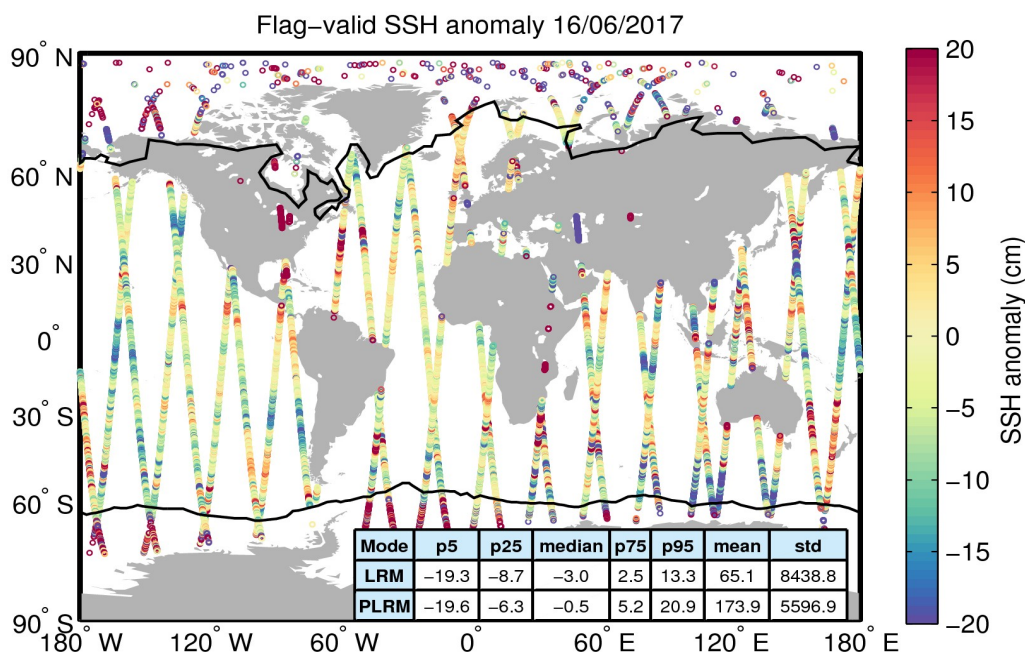 Flag−valid SSH anomaly 16/06/2017
90° N
60° N
30° N
0°
30° S
60° S
90° S
180° W
120° W
60° W
0°
60° E
120° E
180° E
Mode p5 p25 median p75 p95 mean std
LRM −19.3 −8.7 −3.0 2.5 13.3 65.1 8438.8
PLRM −19.6 −6.3 −0.5 5.2 20.9 173.9 5596.9
20
15
10
5
0
−5
−10
−15
−20
SSH anomaly (cm)